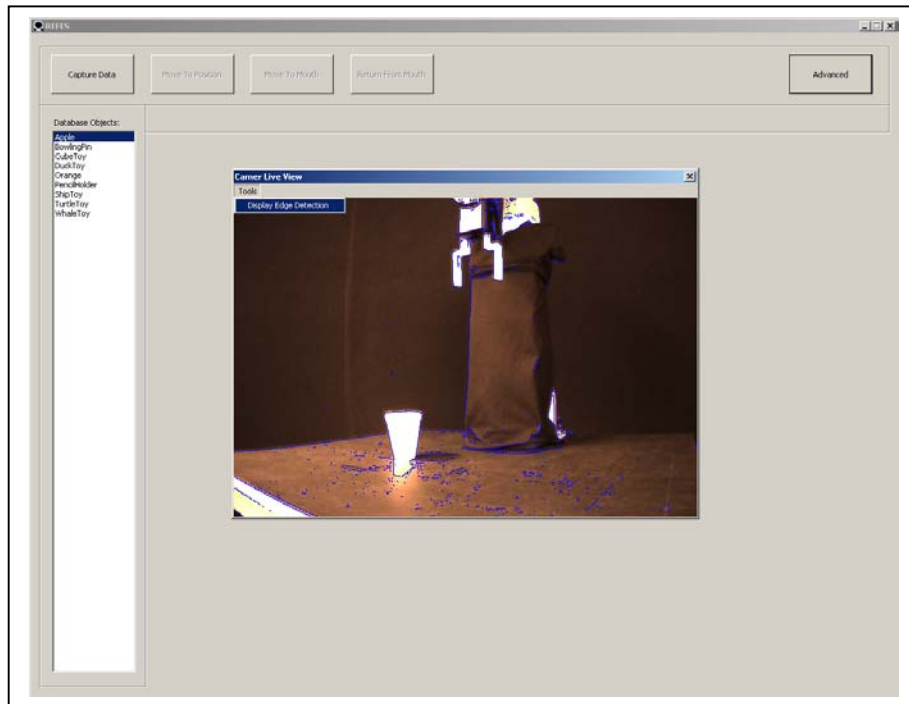 REFES
Capture Data
Move To Position
Move To Mouth
Return From Mouth
Advanced
Database Objects:
Apple
BowlingPin
CubeToy
DuckToy
Orange
PencilHolder
ShipToy
TurtleToy
WhaleToy
Camer Live View
Tools
Display Edge Detection